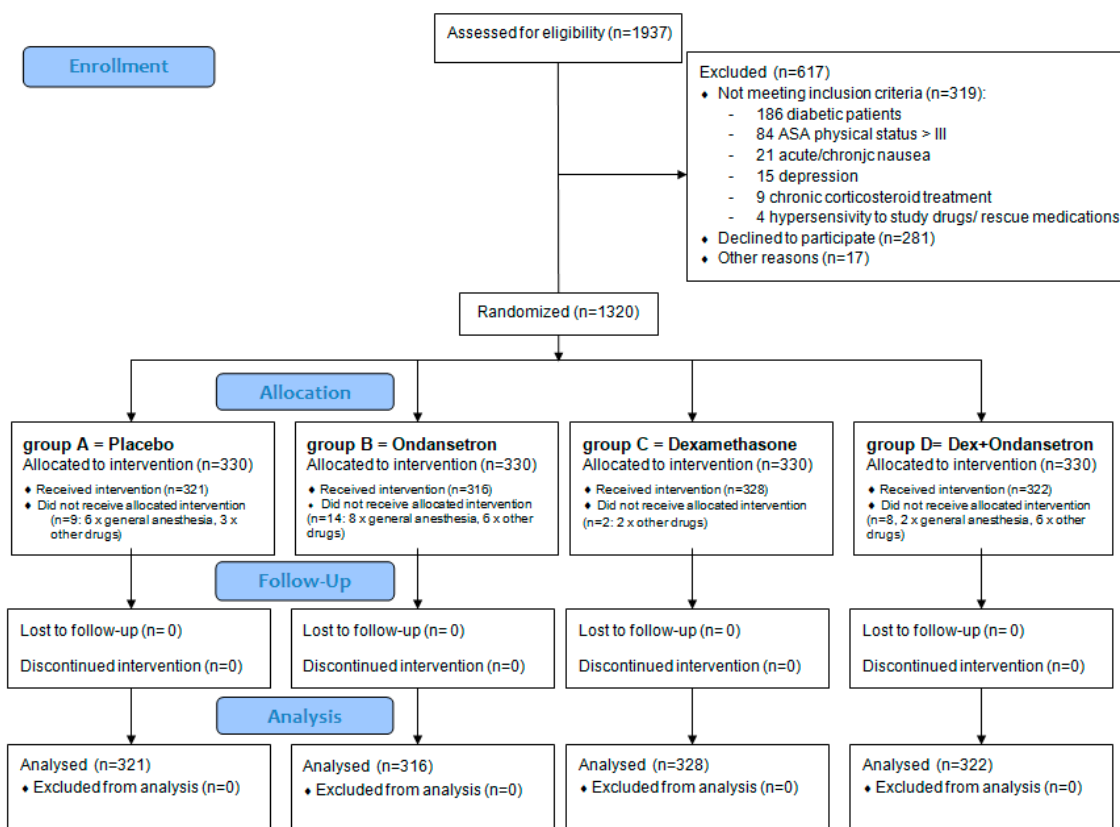 Assessed for eligibility (n=1937)
Enrollment
Excluded (n=617)
♦ Not meeting inclusion criteria (n=319):
- 186 diabetic patients
- 84 ASA physical status > III
- 21 acute/chronjc nausea
- 15 depression
- 9 chronic corticosteroid treatment
- 4 hypersensivity to study drugs/ rescue medications
♦ Declined to participate (n=281)
♦ Other reasons (n=17)
Randomized (n=1320)
Allocation
group A = Placebo
Allocated to intervention (n=330)
♦ Received intervention (n=321)
♦ Did not receive allocated intervention
(n=9: 6 x general anesthesia, 3 x
other drugs)
group B = Ondansetron
Allocated to intervention (n=330)
♦ Received intervention (n=316)
♦ Did not receive allocated intervention
(n=14: 8 x general anesthesia, 6 x other
drugs)
group C = Dexamethasone
Allocated to intervention (n=330)
♦ Received intervention (n=328)
♦ Did not receive allocated intervention
(n=2: 2 x other drugs)
group D= Dex+Ondansetron
Allocated to intervention (n=330)
♦ Received intervention (n=322)
♦ Did not receive allocated intervention
(n=8, 2 x general anesthesia, 6 x other
drugs)
Follow-Up
Lost to follow-up (n= 0)
Discontinued intervention (n=0)
Lost to follow-up (n= 0)
Discontinued intervention (n=0)
Lost to follow-up (n= 0)
Discontinued intervention (n=0)
Lost to follow-up (n= 0)
Discontinued intervention (n=0)
Analysis
Analysed (n=321)
♦ Excluded from analysis (n=0)
Analysed (n=316)
♦ Excluded from analysis (n=0)
Analysed (n=328)
♦ Excluded from analysis (n=0)
Analysed (n=322)
♦ Excluded from analysis (n=0)